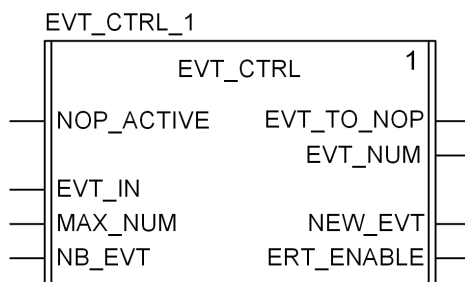 EVT_CTRL_1
EVT_CTRL 1
NOP_ACTIVE EVT_TO_NOP
EVT_NUM
EVT_IN
MAX_NUM NEW_EVT
NB_EVT ERT_ENABLE